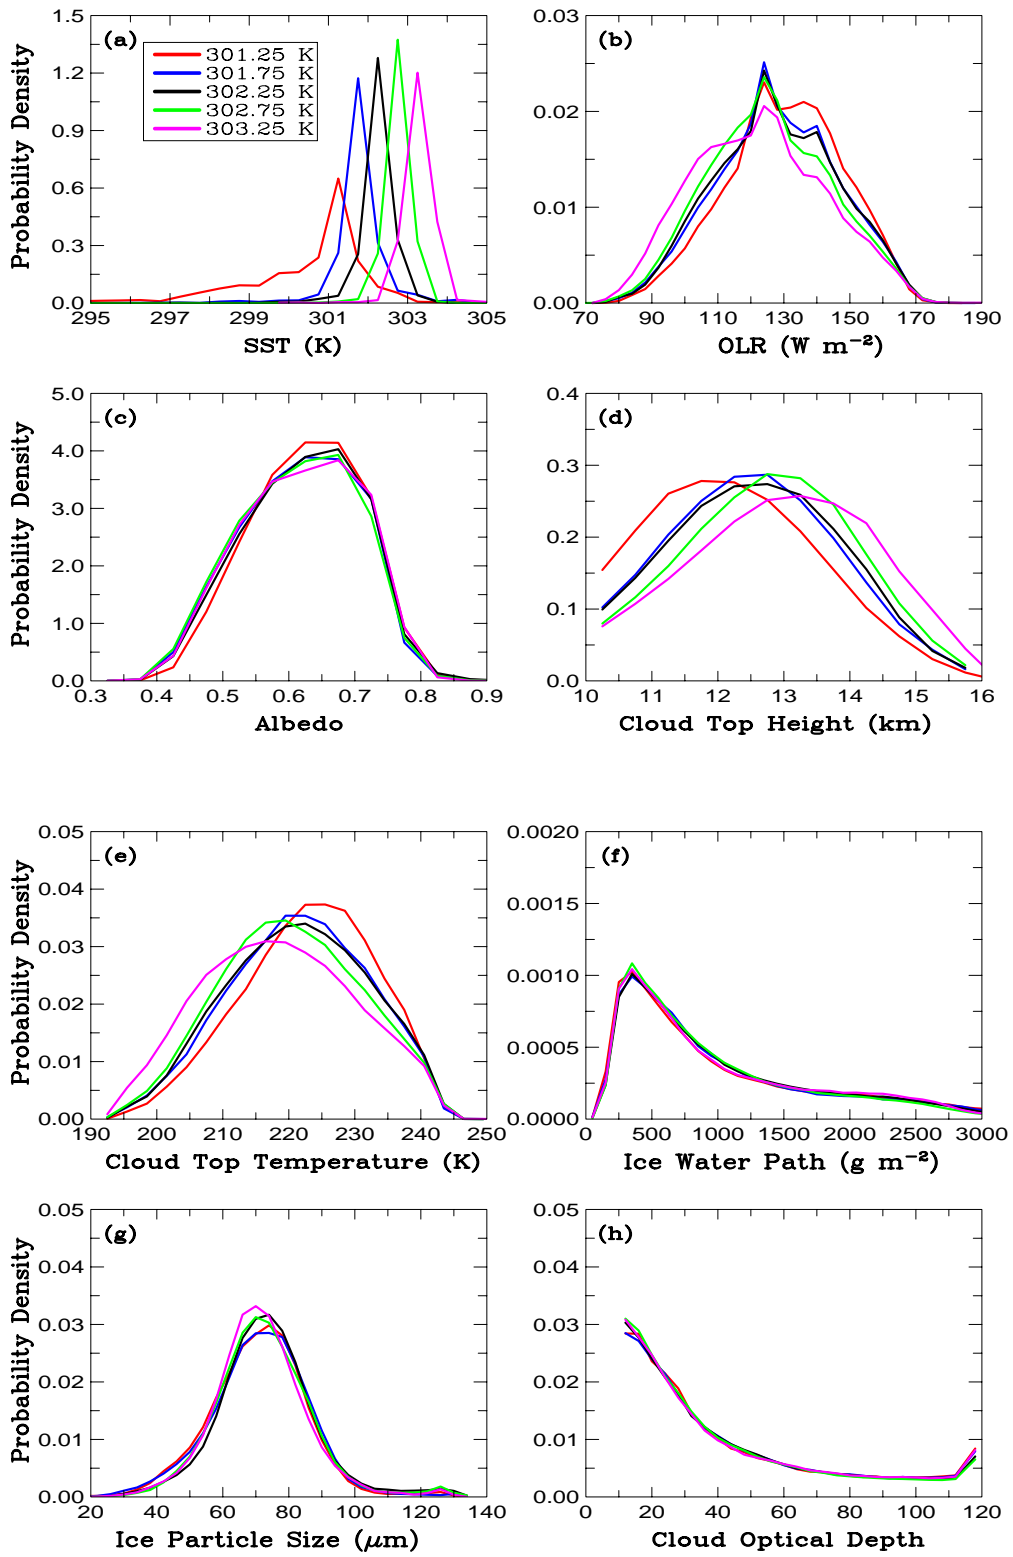 1.5
1.2
0.9
0.6
0.3
0.0
Probability Density
(a)
301.25 K
301.75 K
302.25 K
302.75 K
303.25 K
295 297 299 301 303 305
SST (K)
0.03
0.02
0.01
0.00
(b)
70 90 110 130 150 170 190
OLR (W m⁻²)
5.0
4.0
3.0
2.0
1.0
0.0
Probability Density
(c)
0.3 0.4 0.5 0.6 0.7 0.8 0.9
Albedo
0.4
0.3
0.2
0.1
0.0
(d)
10 11 12 13 14 15 16
Cloud Top Height (km)
0.05
0.04
0.03
0.02
0.01
0.00
Probability Density
(e)
190 200 210 220 230 240 250
Cloud Top Temperature (K)
0.0020
0.0015
0.0010
0.0005
0.0000
(f)
0 500 1000 1500 2000 2500 3000
Ice Water Path (g m⁻²)
0.05
0.04
0.03
0.02
0.01
0.00
Probability Density
(g)
20 40 60 80 100 120 140
Ice Particle Size (μm)
0.05
0.04
0.03
0.02
0.01
0.00
(h)
0 20 40 60 80 100 120
Cloud Optical Depth